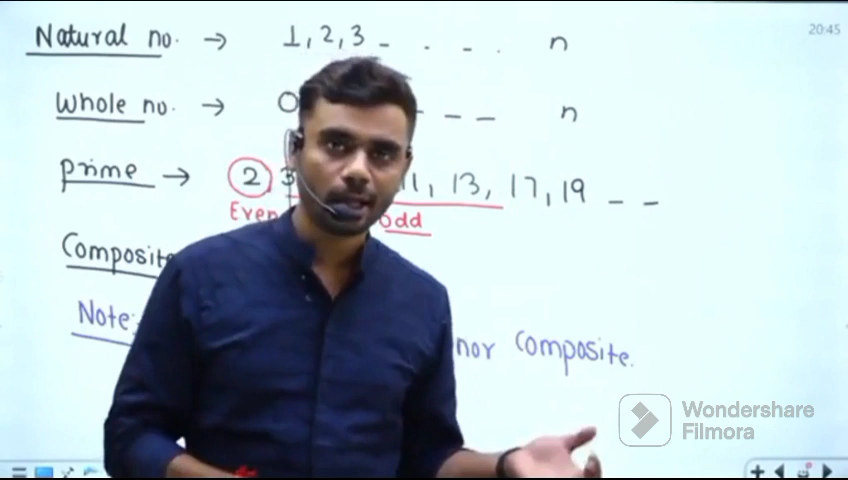 20:45
Natural no. → 1, 2, 3 - - - . n
Whole no. → 0 - - - n
Prime → 2, 3 11, 13, 17, 19 - -
Even Odd
Composite
Note: nor Composite.
Wondershare
Filmora